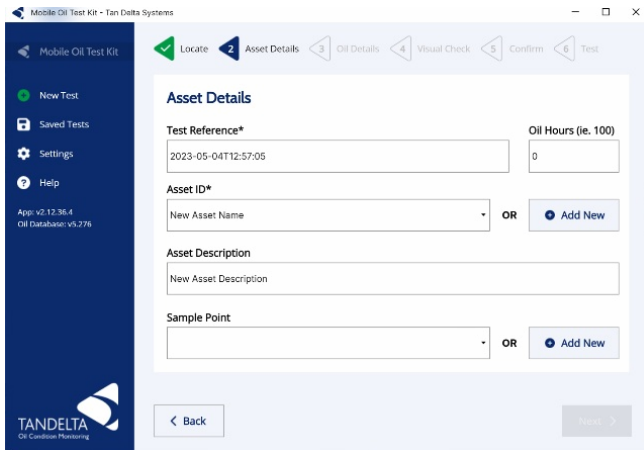 Mobile Oil Test Kit - Tan Delta Systems
Mobile Oil Test Kit
New Test
Saved Tests
Settings
Help
App: v2.12.36.4
Oil Database: v5.276
TANDELTA
Oil Condition Monitoring
Locate 2 Asset Details 3 Oil Details 4 Visual Check 5 Confirm 6 Test
Asset Details
Test Reference* Oil Hours (ie. 100)
2023-05-04T12:57:05 0
Asset ID*
New Asset Name OR Add New
Asset Description
New Asset Description
Sample Point
OR Add New
Back Next